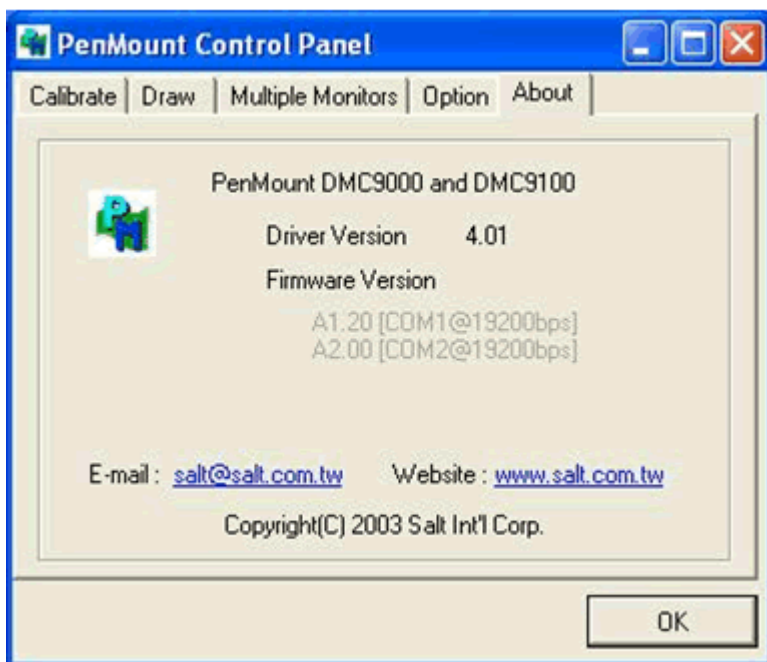 PenMount Control Panel
Calibrate Draw Multiple Monitors Option About
PM
PenMount DMC9000 and DMC9100
Driver Version 4.01
Firmware Version
A1.20 [COM1@19200bps]
A2.00 [COM2@19200bps]
E-mail : salt@salt.com.tw Website : www.salt.com.tw
Copyright(C) 2003 Salt Int'l Corp.
OK